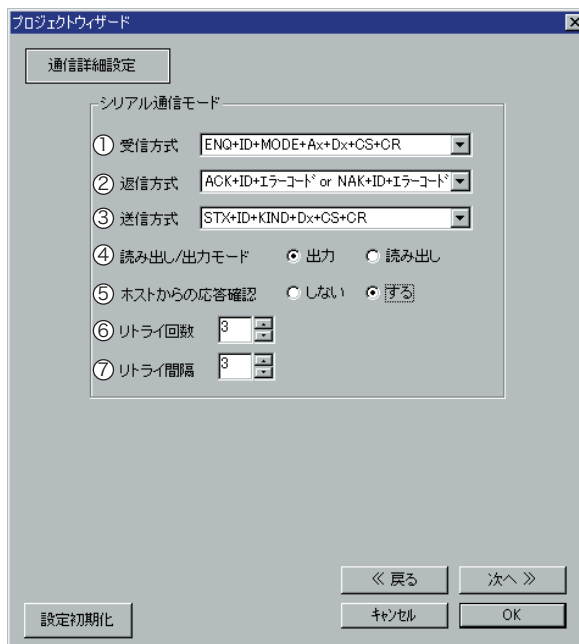 プロジェクトウィザード
通信詳細設定
シリアル通信モード
① 受信方式 ENQ+ID+MODE+Ax+Dx+CS+CR
② 返信方式 ACK+ID+ｴﾗｰｺｰﾄﾞ or NAK+ID+ｴﾗｰｺｰﾄﾞ
③ 送信方式 STX+ID+KIND+Dx+CS+CR
④ 読み出し/出力モード 出力 読み出し
⑤ ホストからの応答確認 しない する
⑥ リトライ回数 3
⑦ リトライ間隔 3
≪ 戻る 次へ ≫
設定初期化 ｷｬﾝｾﾙ OK